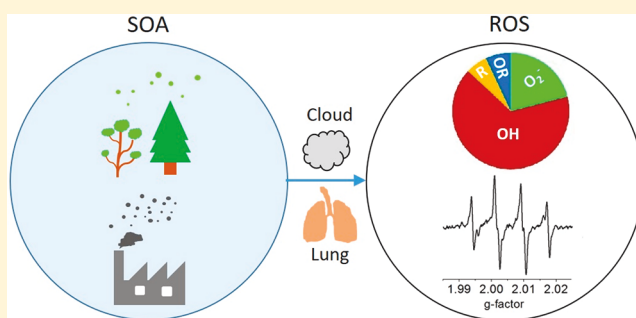 SOA
ROS
Cloud
Lung
R
OR
O₂⁻
OH
1.99 2.00 2.01 2.02
g-factor